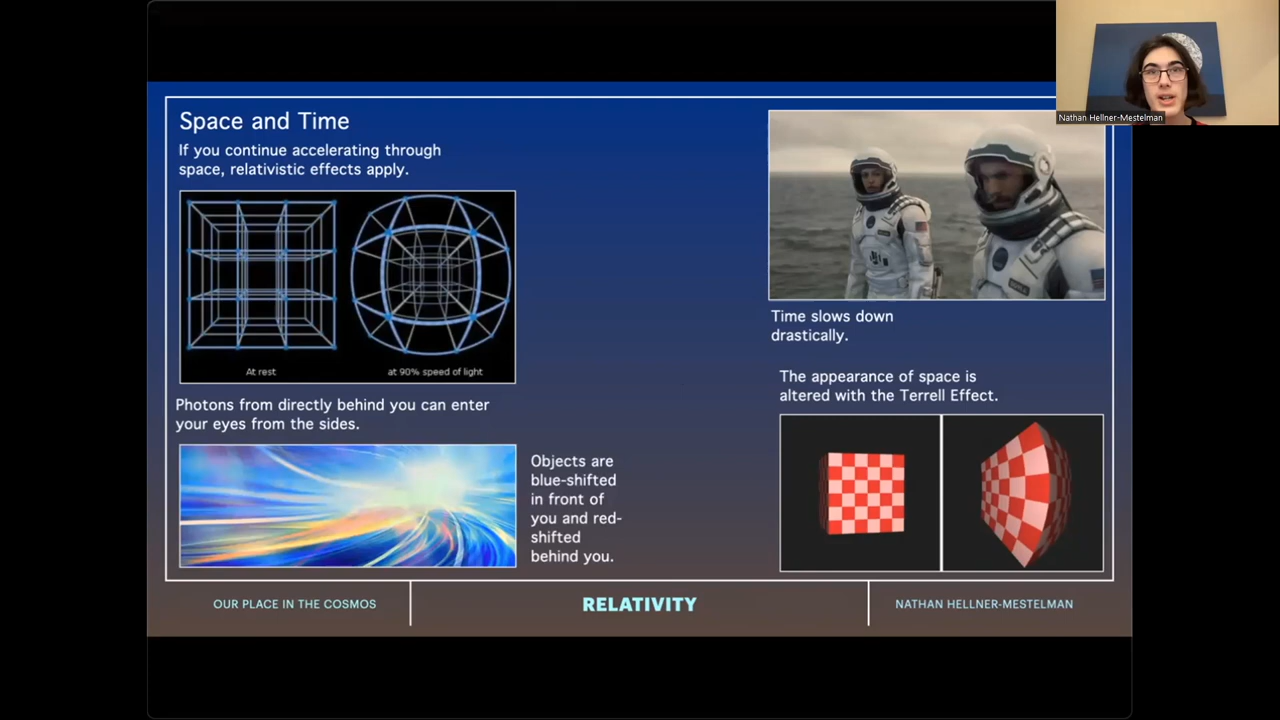 Nathan Hellner-Mestelman
Space and Time
If you continue accelerating through
space, relativistic effects apply.
At rest
at 90% speed of light
Photons from directly behind you can enter
your eyes from the sides.
Objects are
blue-shifted
in front of
you and red-
shifted
behind you.
Time slows down
drastically.
The appearance of space is
altered with the Terrell Effect.
OUR PLACE IN THE COSMOS
RELATIVITY
NATHAN HELLNER-MESTELMAN